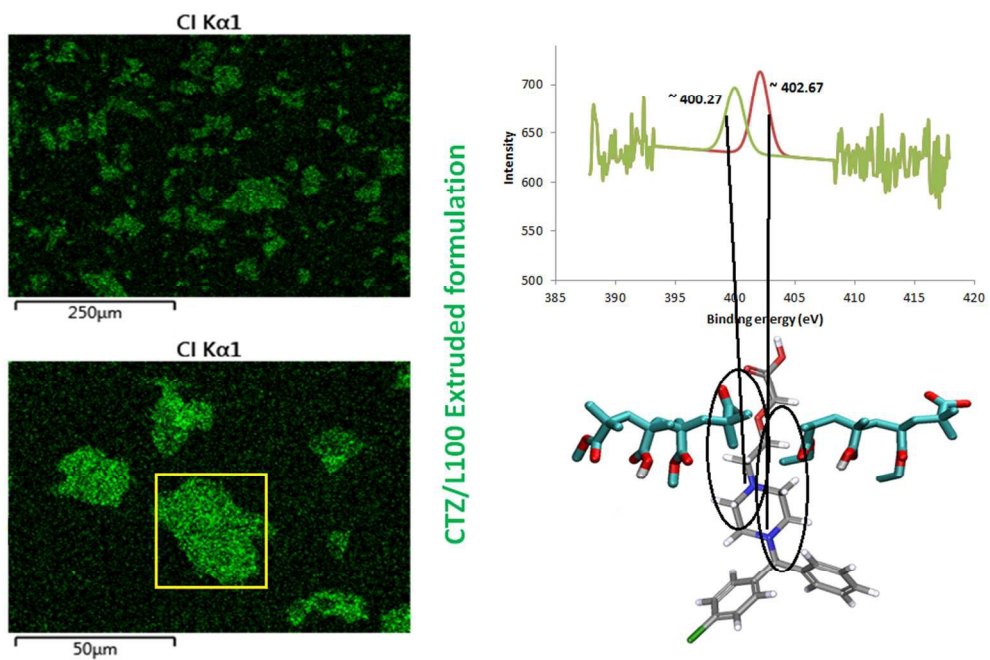 Cl Kα1
250μm
Cl Kα1
50μm
CTZ/L100 Extruded formulation
700
650
600
550
500
Intensity
~ 400.27
~ 402.67
385 390 395 400 405 410 415 420
Binding energy (eV)